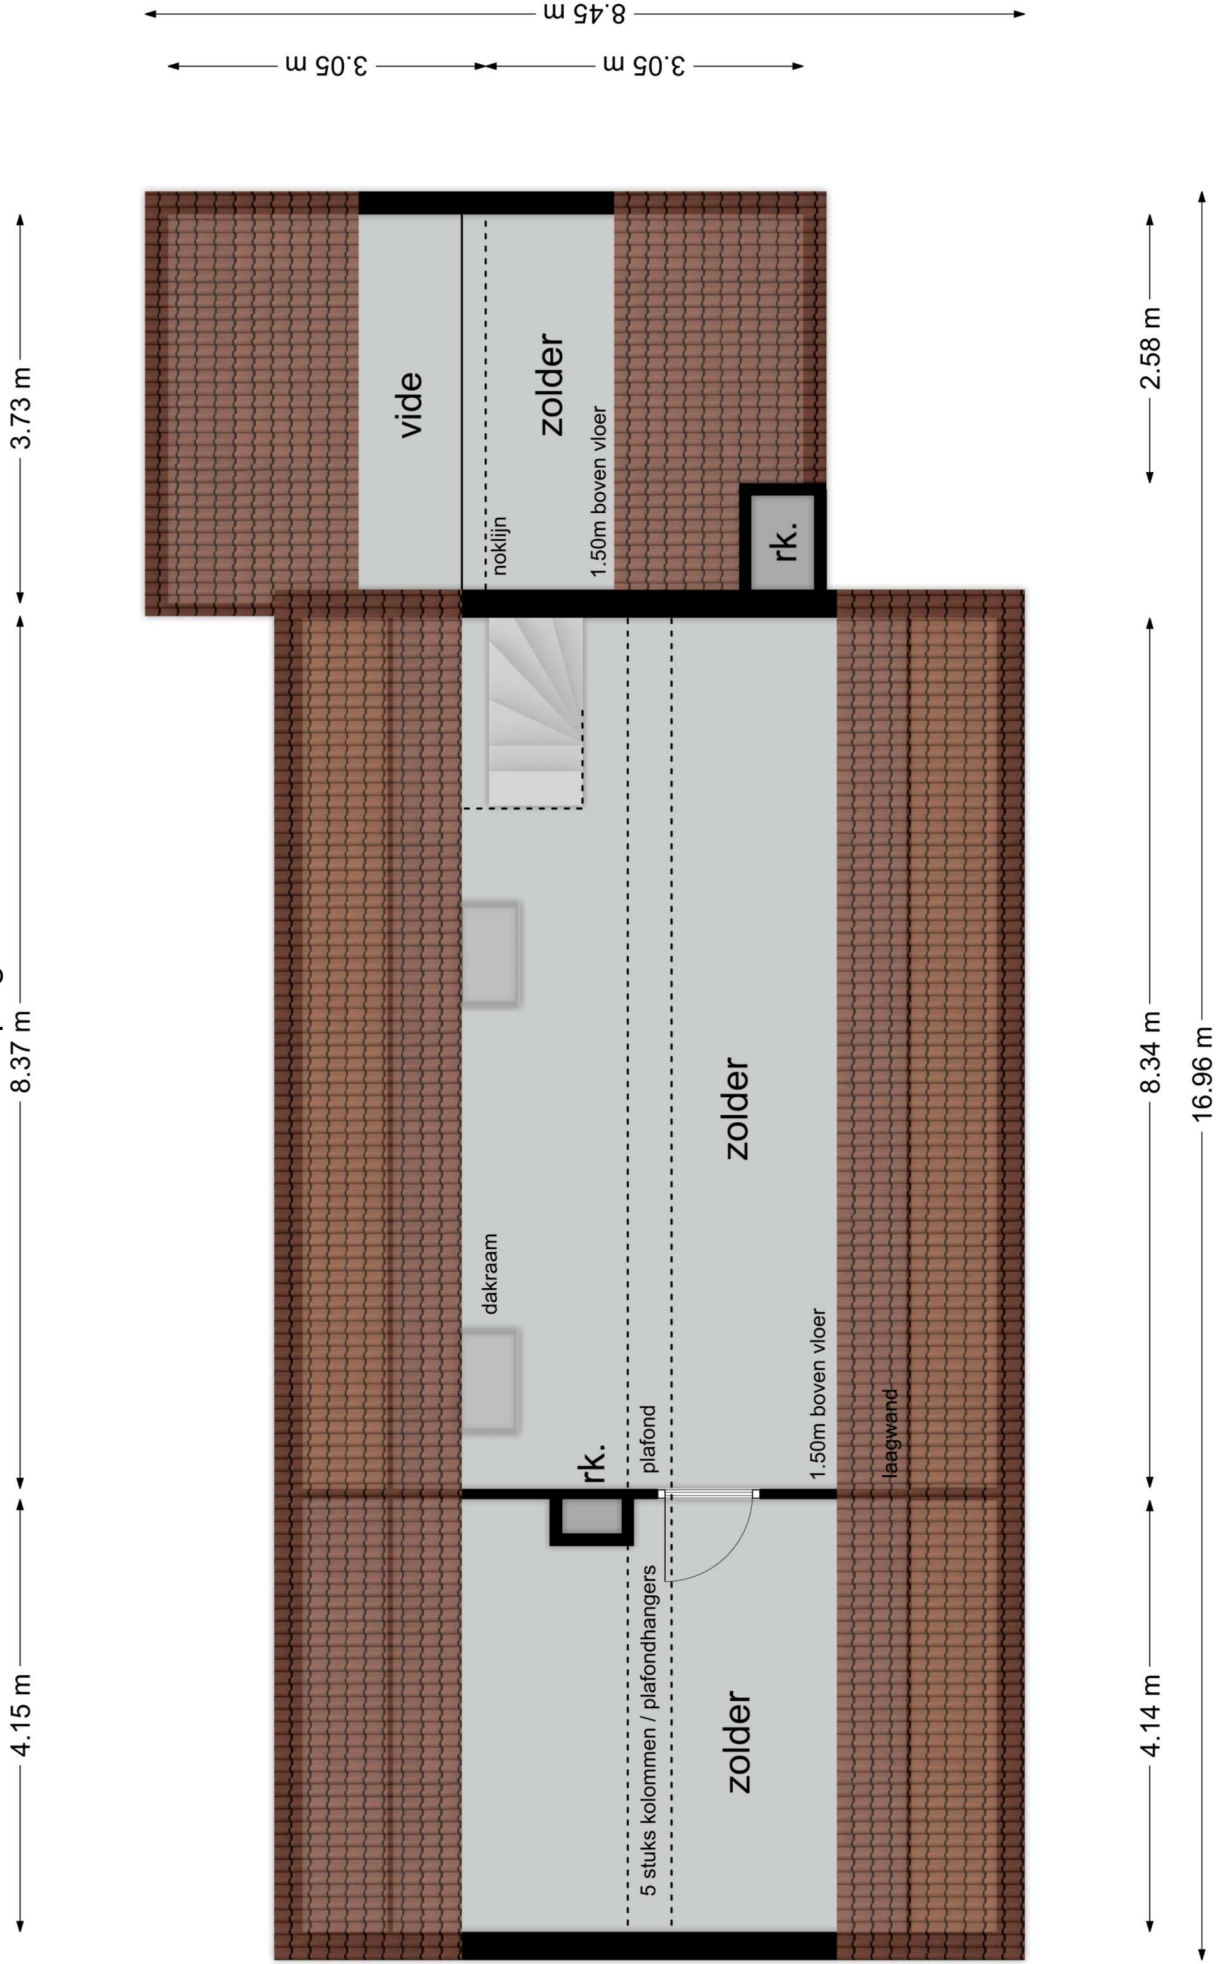 8.45 m
3.05 m
3.05 m
3.73 m
8.37 m
4.15 m
vide
zolder
noklijn
1.50m boven vloer
rk.
2.58 m
dakraam
zolder
rk.
plafond
1.50m boven vloer
laagwand
8.34 m
16.96 m
5 stuks kolommen / plafondhangers
zolder
4.14 m